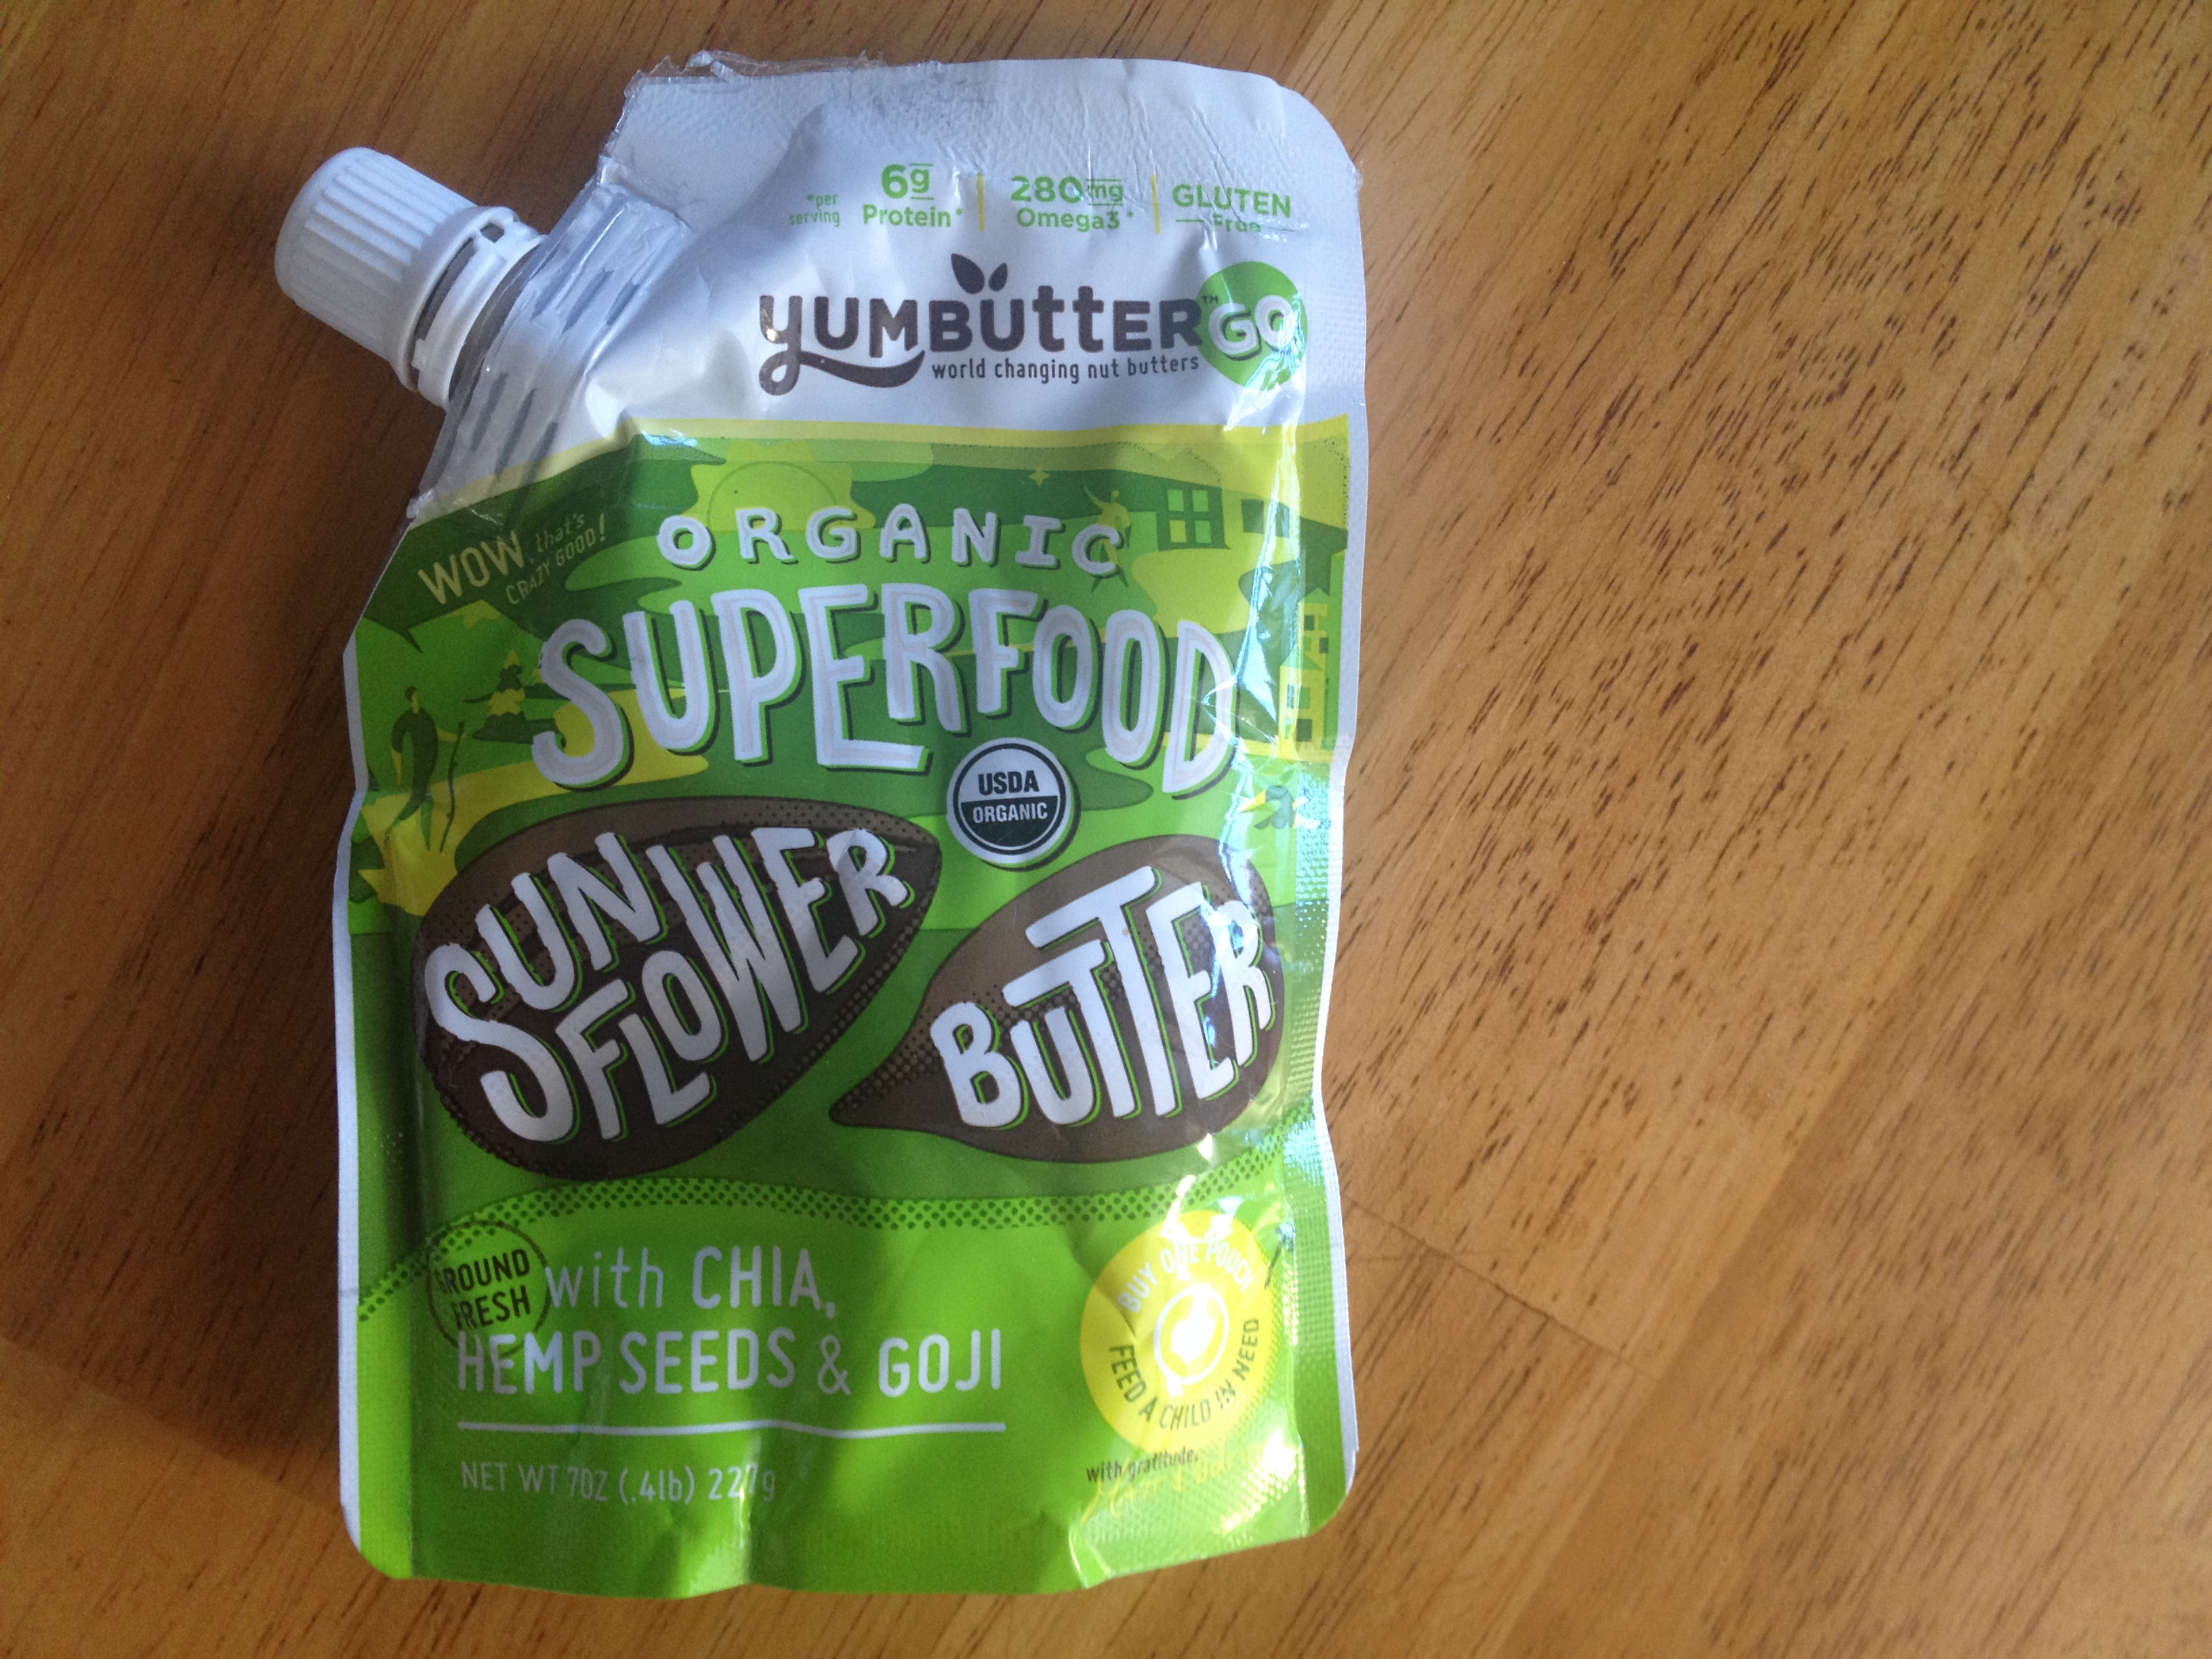 *per serving
6g Protein*
280mg Omega3*
GLUTEN Free
yUMBUttER™ GO
world changing nut butters
WOW, that's CRAZY GOOD!
ORGANIC
SUPERFOOD
USDA
ORGANIC
SUNFLOWER
BUTTER
GROUND FRESH
with CHIA,
HEMP SEEDS & GOJI
BUY ONE POUCH
FEED A CHILD IN NEED
NET WT 7OZ (.4lb)
with gratitude,